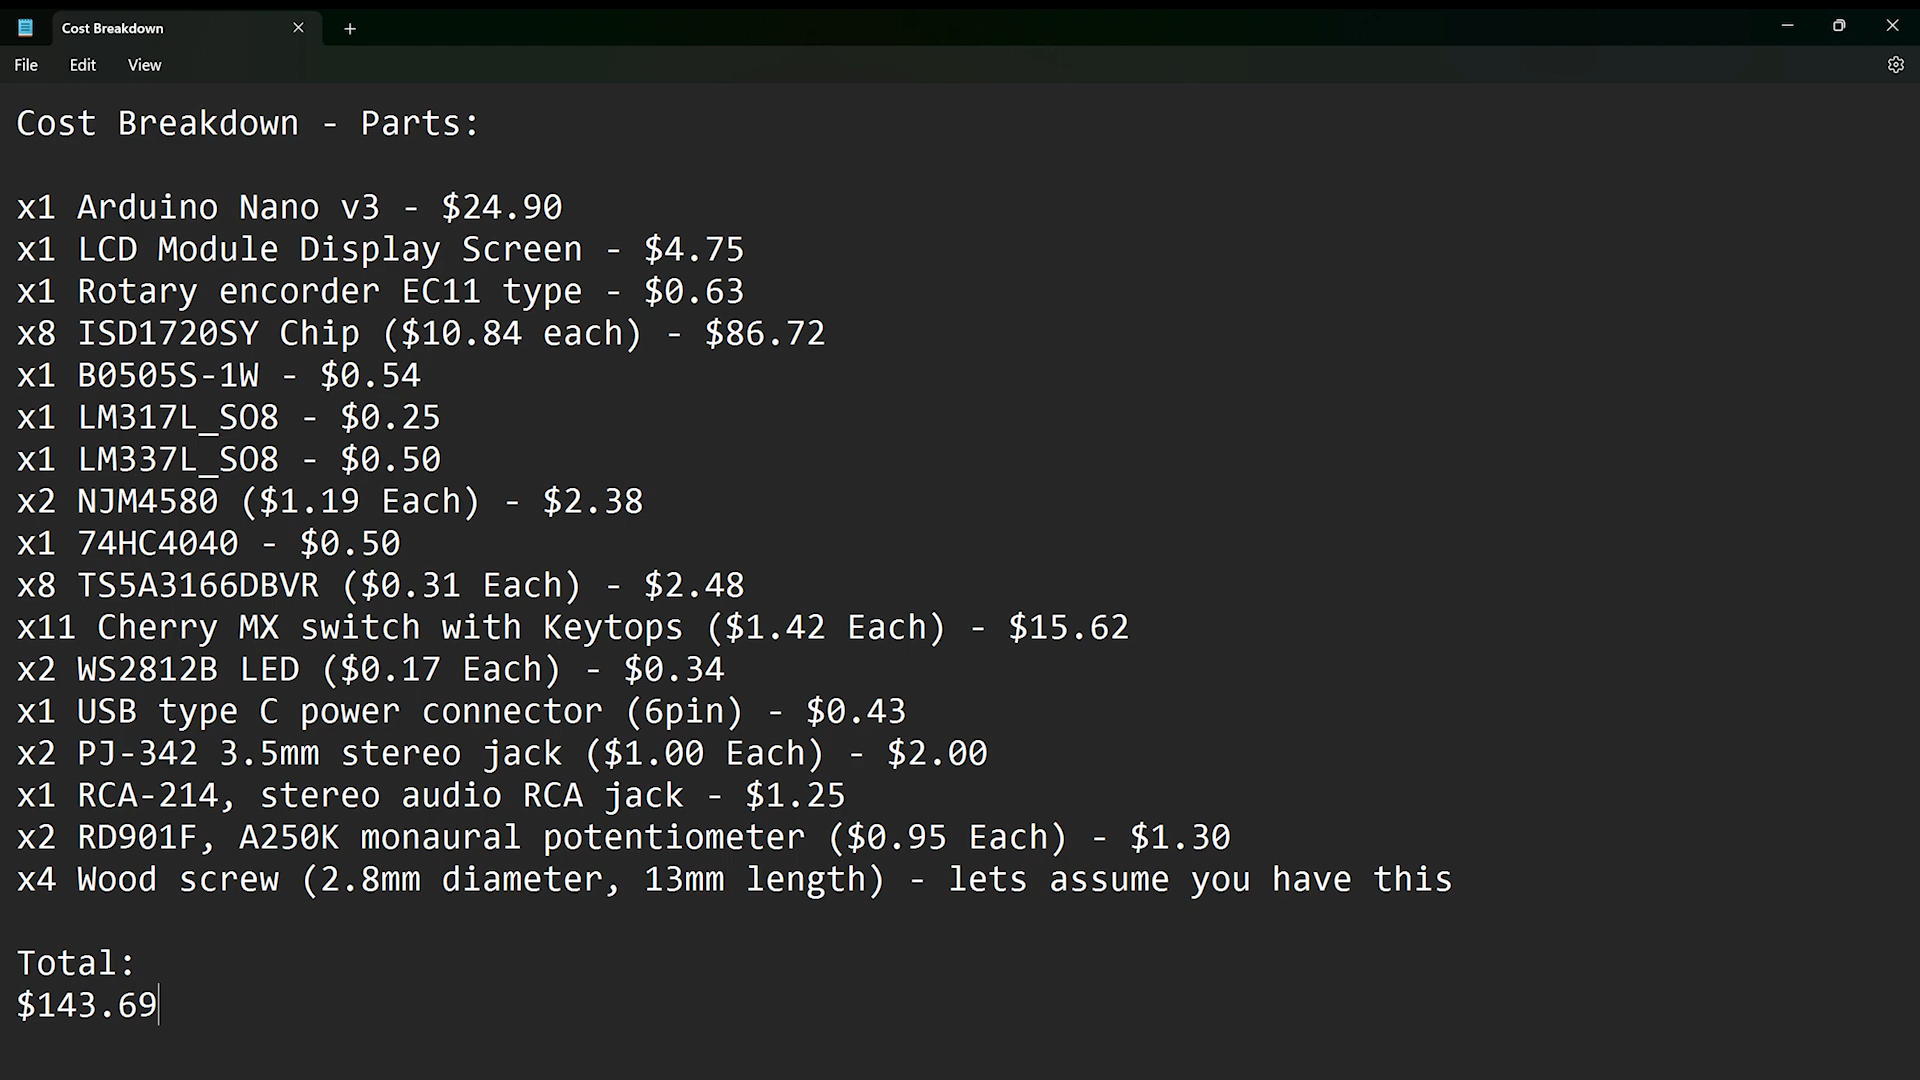 Cost Breakdown
File Edit View
Cost Breakdown - Parts:
x1 Arduino Nano v3 - $24.90
x1 LCD Module Display Screen - $4.75
x1 Rotary encorder EC11 type - $0.63
x8 ISD1720SY Chip ($10.84 each) - $86.72
x1 B0505S-1W - $0.54
x1 LM317L_SO8 - $0.25
x1 LM337L_SO8 - $0.50
x2 NJM4580 ($1.19 Each) - $2.38
x1 74HC4040 - $0.50
x8 TS5A3166DBVR ($0.31 Each) - $2.48
x11 Cherry MX switch with Keytops ($1.42 Each) - $15.62
x2 WS2812B LED ($0.17 Each) - $0.34
x1 USB type C power connector (6pin) - $0.43
x2 PJ-342 3.5mm stereo jack ($1.00 Each) - $2.00
x1 RCA-214, stereo audio RCA jack - $1.25
x2 RD901F, A250K monaural potentiometer ($0.95 Each) - $1.30
x4 Wood screw (2.8mm diameter, 13mm length) - lets assume you have this
Total:
$143.69